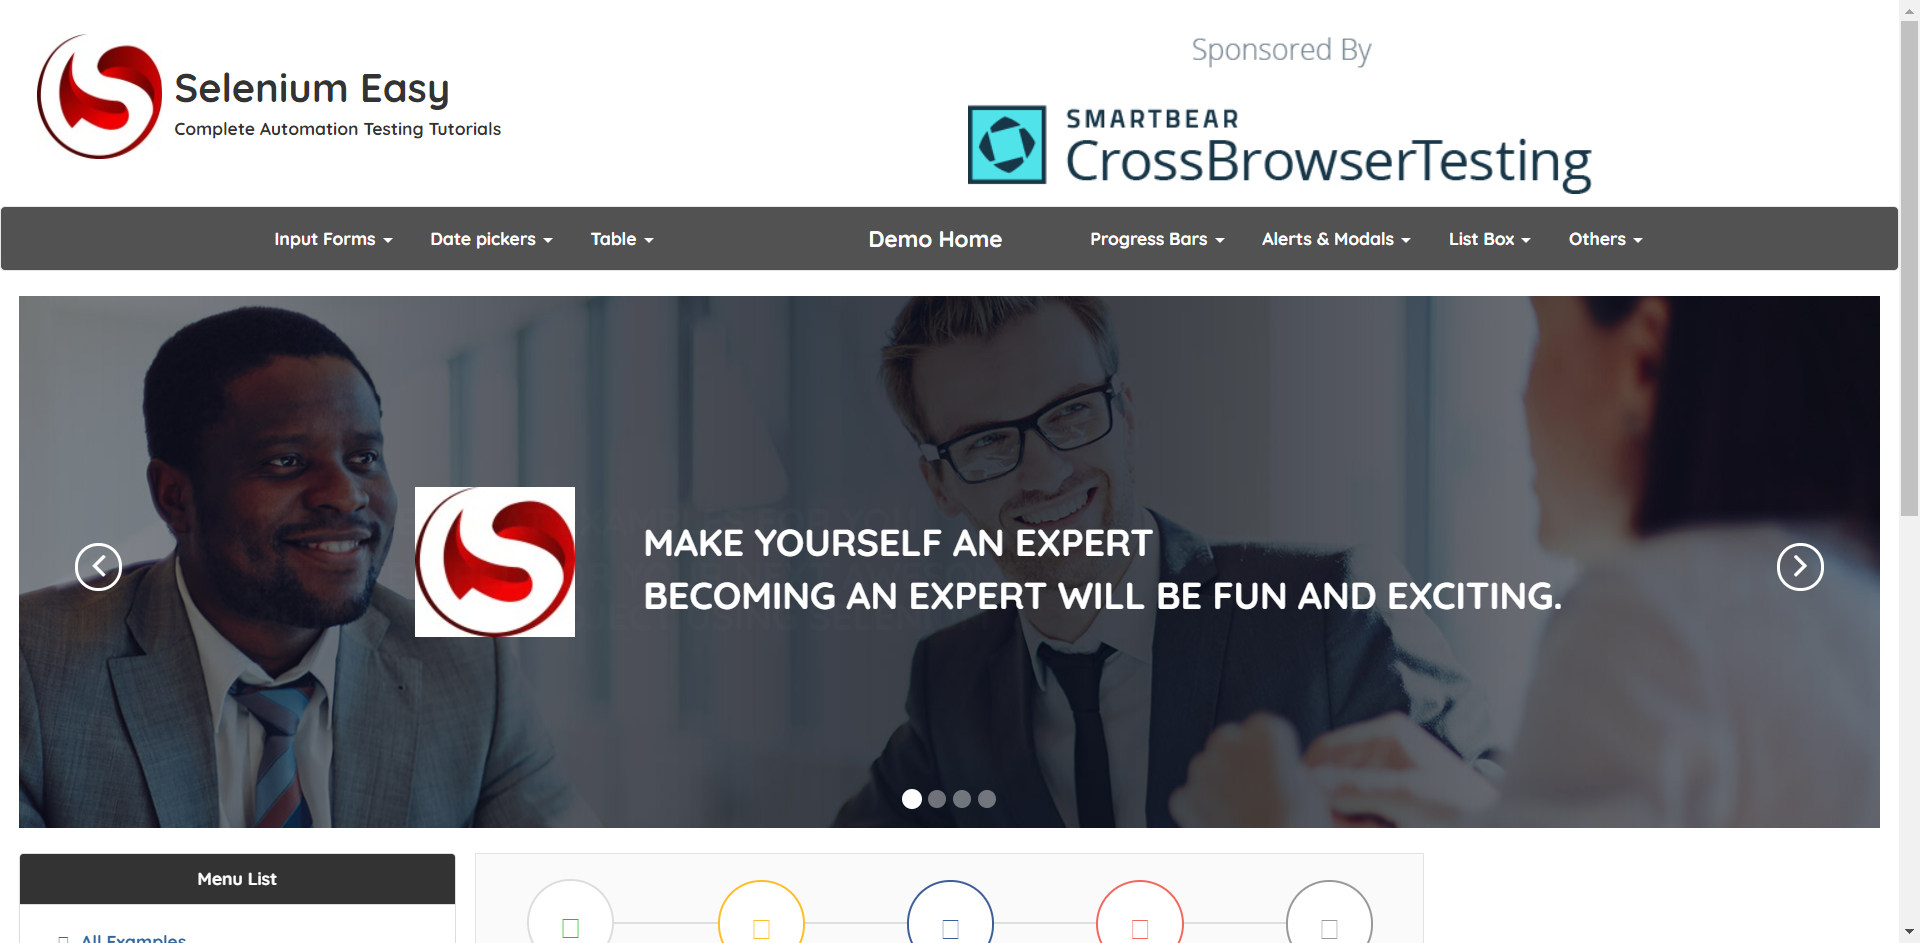 Selenium Easy
Complete Automation Testing Tutorials
Sponsored By
SMARTBEAR
CrossBrowserTesting
Input Forms
Date pickers
Table
Demo Home
Progress Bars
Alerts & Modals
List Box
Others
MAKE YOURSELF AN EXPERT
BECOMING AN EXPERT WILL BE FUN AND EXCITING.
Menu List
All Examples